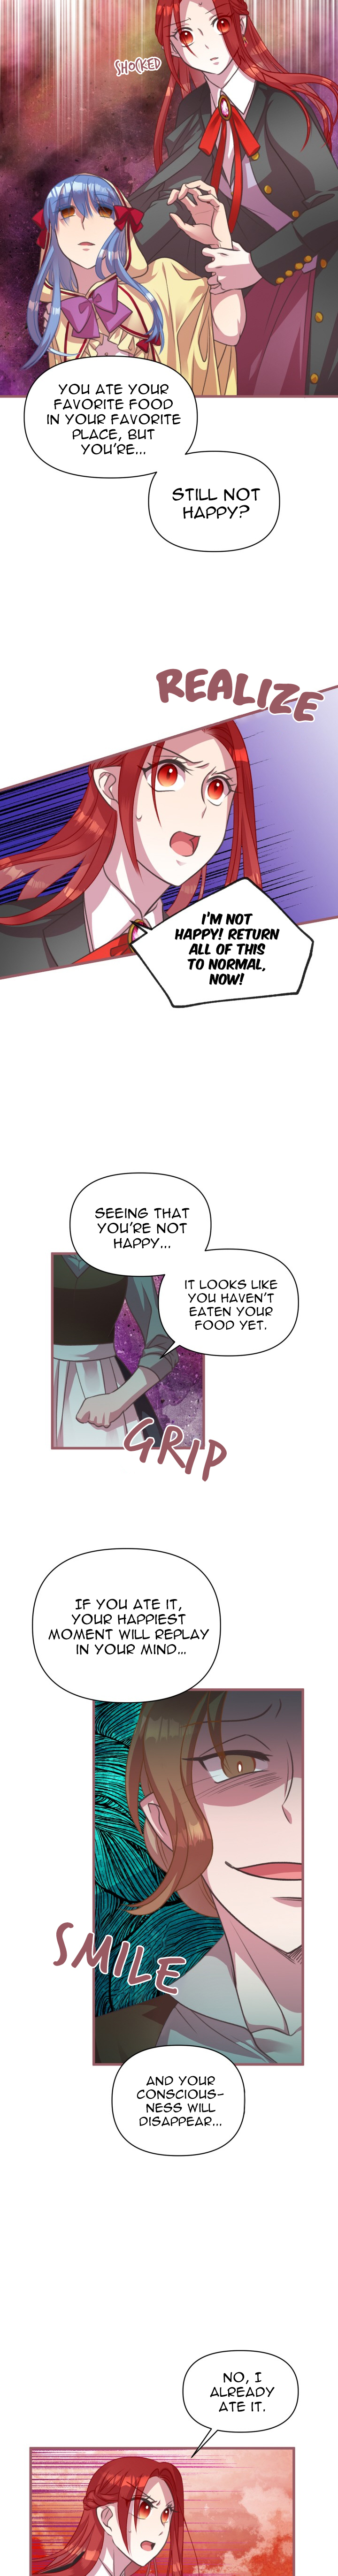 SHOCKED
YOU ATE YOUR
FAVORITE FOOD
IN YOUR FAVORITE
PLACE, BUT
YOU'RE...
STILL NOT
HAPPY?
REALIZE
I'M NOT
HAPPY! RETURN
ALL OF THIS
TO NORMAL,
NOW!
SEEING THAT
YOU'RE NOT
HAPPY...
IT LOOKS LIKE
YOU HAVEN'T
EATEN YOUR
FOOD YET.
GRIP
IF YOU ATE IT,
YOUR HAPPIEST
MOMENT WILL REPLAY
IN YOUR MIND...
SMILE
AND YOUR
CONSCIOUS-
NESS WILL
DISAPPEAR...
NO, I
ALREADY
ATE IT.